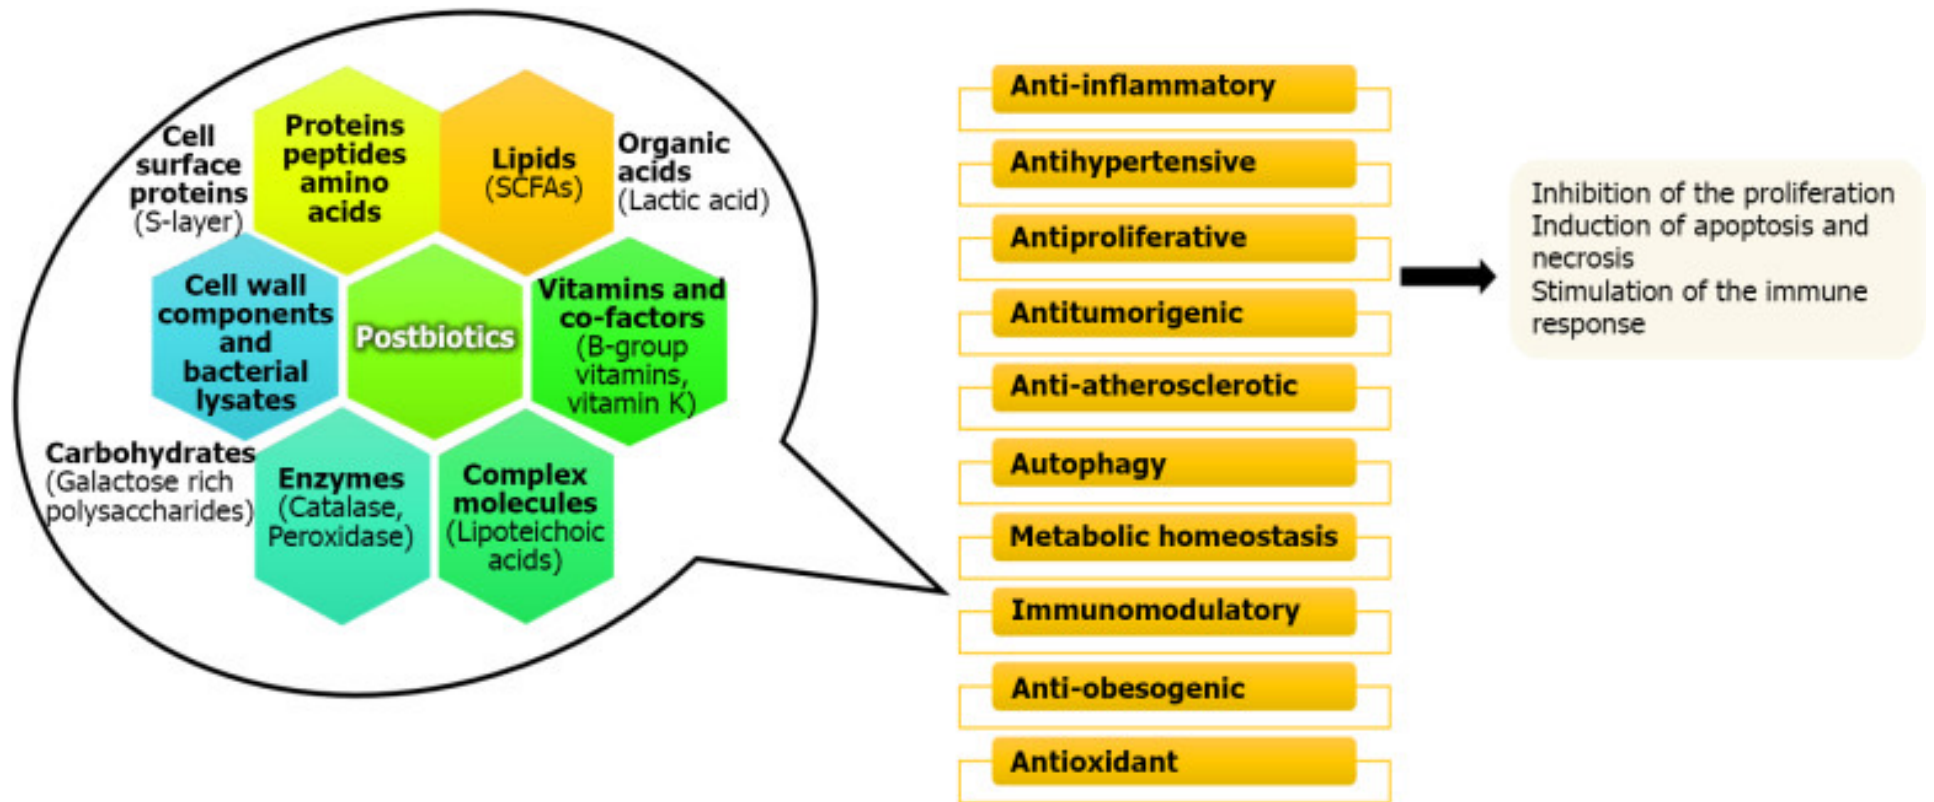 Cell
surface
proteins
(S-layer)
Proteins
peptides
amino
acids
Lipids
(SCFAs)
Organic
acids
(Lactic acid)
Cell wall
components
and
bacterial
lysates
Postbiotics
Vitamins and
co-factors
(B-group
vitamins,
vitamin K)
Carbohydrates
(Galactose rich
polysaccharides)
Enzymes
(Catalase,
Peroxidase)
Complex
molecules
(Lipoteichoic
acids)
Anti-inflammatory
Antihypertensive
Antiproliferative
Antitumorigenic
Anti-atherosclerotic
Autophagy
Metabolic homeostasis
Immunomodulatory
Anti-obesogenic
Antioxidant
Inhibition of the proliferation
Induction of apoptosis and
necrosis
Stimulation of the immune
response